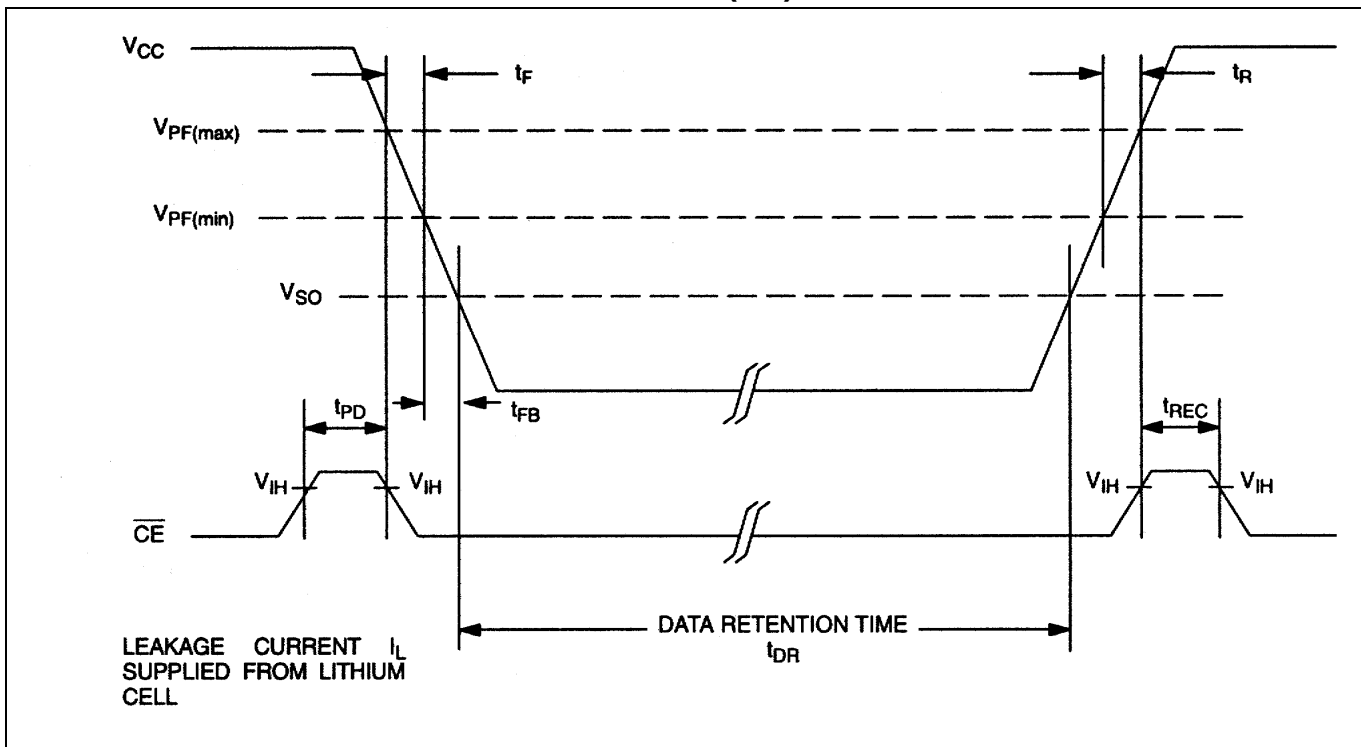 VCC
tF
tR
VPF(max)
VPF(min)
VSO
tPD
tFB
tREC
VIH
VIH
VIH
VIH
CE
DATA RETENTION TIME
tDR
LEAKAGE CURRENT IL
SUPPLIED FROM LITHIUM
CELL